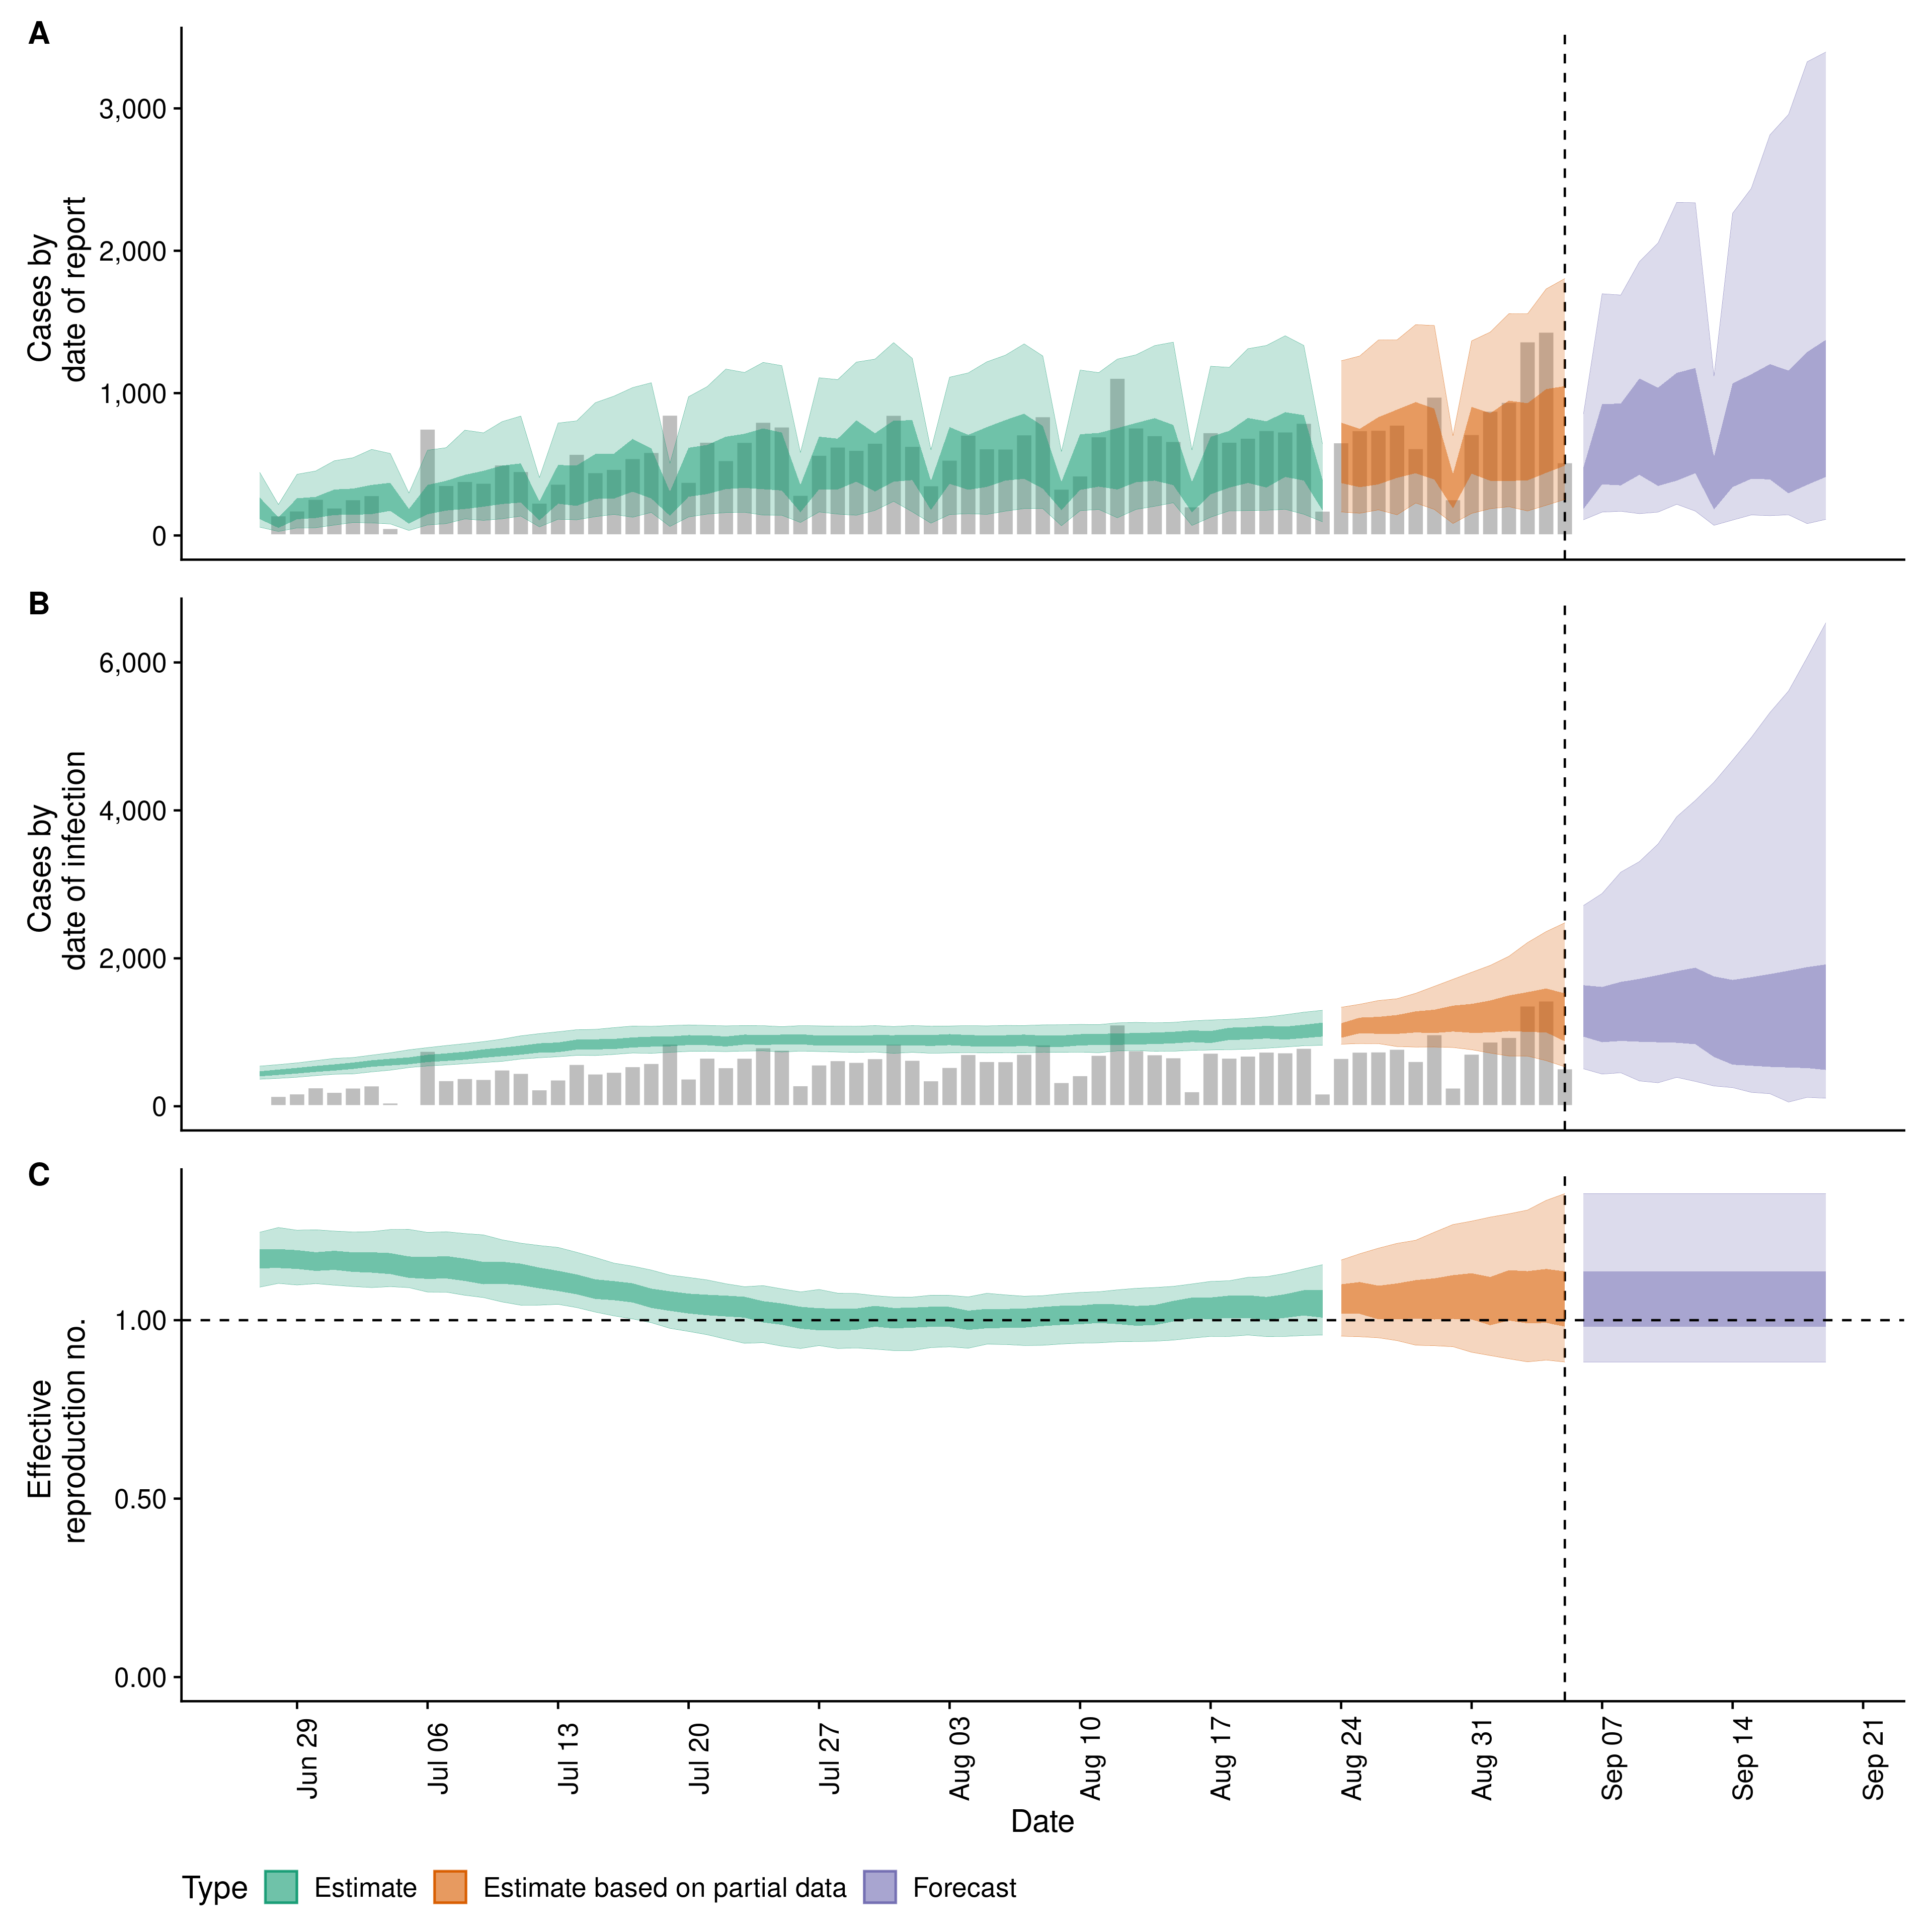 A
Cases by
date of report
3,000
2,000
1,000
0
B
Cases by
date of infection
6,000
4,000
2,000
0
C
Effective
reproduction no.
1.00
0.50
0.00
Jun 29
Jul 06
Jul 13
Jul 20
Jul 27
Aug 03
Aug 10
Aug 17
Aug 24
Aug 31
Sep 07
Sep 14
Sep 21
Date
Type Estimate Estimate based on partial data Forecast